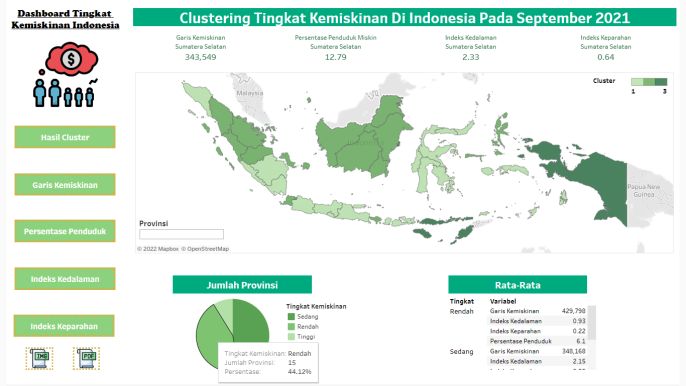 Dashboard Tingkat
Kemiskinan Indonesia
Clustering Tingkat Kemiskinan Di Indonesia Pada September 2021
Garis Kemiskinan
Sumatera Selatan
343,549
Persentase Penduduk Miskin
Sumatera Selatan
12.79
Indeks Kedalaman
Sumatera Selatan
2.33
Indeks Keparahan
Sumatera Selatan
0.64
$
Hasil Cluster
Garis Kemiskinan
Persentase Penduduk
Indeks Kedalaman
Indeks Keparahan
IMG
PDF
Malaysia
Cluster
1 3
Papua New
Guinea
Provinsi
© 2022 Mapbox © OpenStreetMap
Jumlah Provinsi
Tingkat Kemiskinan
Sedang
Rendah
Tinggi
Tingkat Kemiskinan: Rendah
Jumlah Provinsi: 15
Persentase: 44.12%
Rata-Rata
Tingkat Variabel
Rendah Garis Kemiskinan 429,798
Indeks Kedalaman 0.93
Indeks Keparahan 0.22
Persentase Penduduk 6.1
Sedang Garis Kemiskinan 348,168
Indeks Kedalaman 2.15